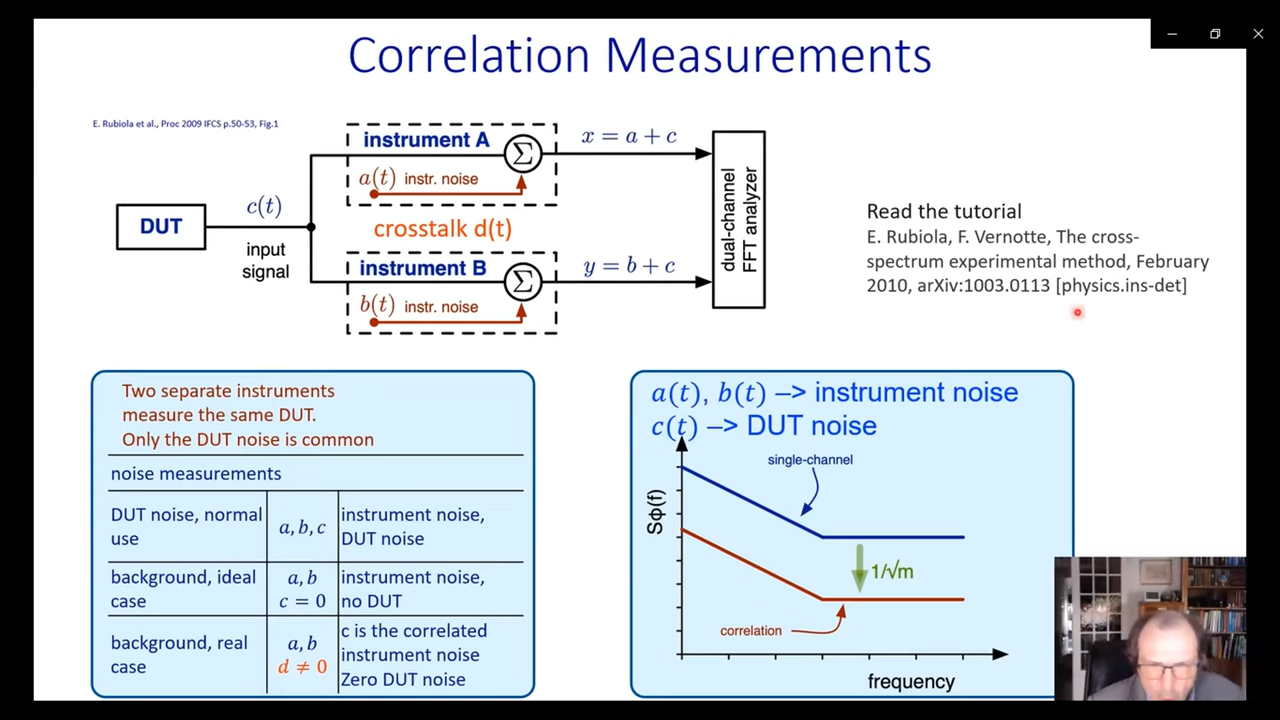 Correlation Measurements
E. Rubiola et al., Proc 2009 IFCS p.50-53, Fig.1
instrument A
Σ
x = a + c
a(t) instr. noise
c(t)
DUT
input
signal
crosstalk d(t)
instrument B
Σ
y = b + c
b(t) instr. noise
dual-channel
FFT analyzer
Read the tutorial
E. Rubiola, F. Vernotte, The cross-
spectrum experimental method, February
2010, arXiv:1003.0113 [physics.ins-det]
Two separate instruments
measure the same DUT.
Only the DUT noise is common
noise measurements
DUT noise, normal
use
a, b, c
instrument noise,
DUT noise
background, ideal
case
a, b
c = 0
instrument noise,
no DUT
background, real
case
a, b
d ≠ 0
c is the correlated
instrument noise
Zero DUT noise
a(t), b(t) –> instrument noise
c(t) –> DUT noise
single-channel
Sφ(f)
1/√m
correlation
frequency